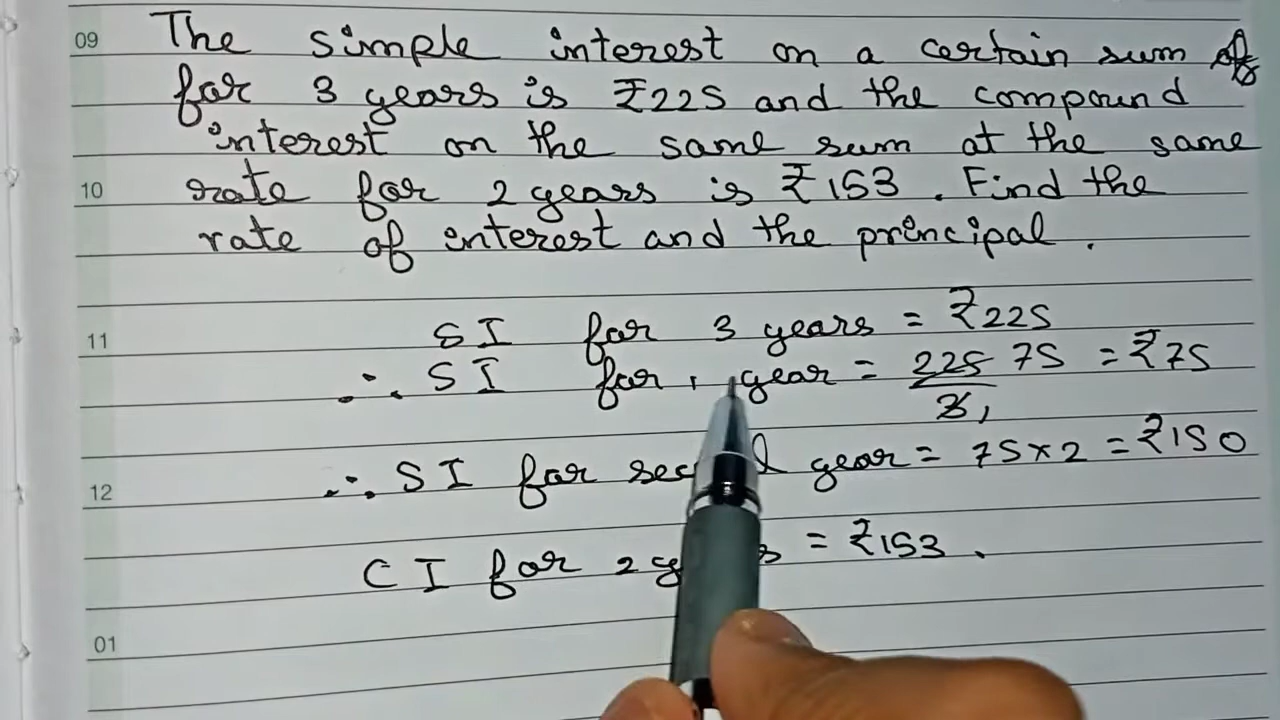 09 The simple interest on a certain sum of
for 3 years is ₹225 and the compound
interest on the same sum at the same
10 rate for 2 years is ₹153. Find the
rate of interest and the principal.
11 SI for 3 years = ₹225
∴ SI for 1 year = 225 75 = ₹75
3 1
∴ SI for year = 75×2 = ₹150
12
CI for 2 = ₹153.
01